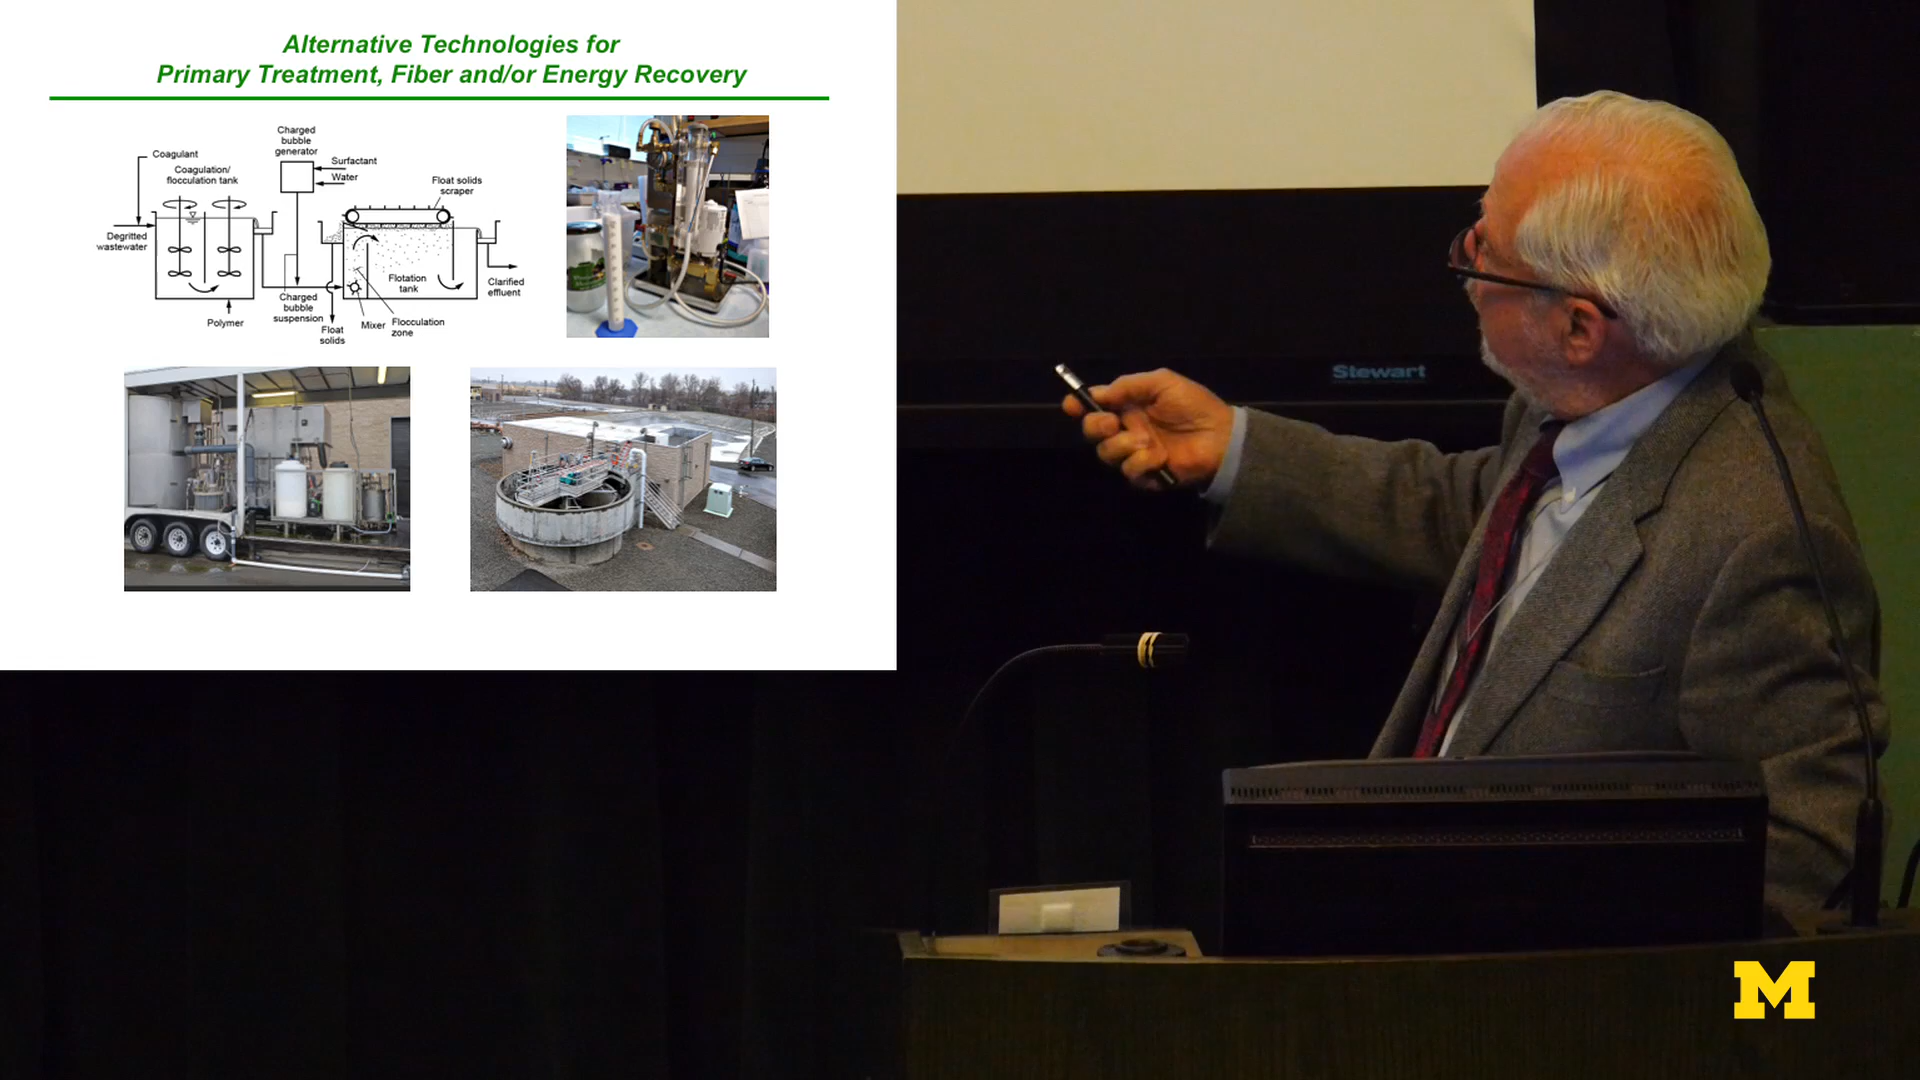 Alternative Technologies for
Primary Treatment, Fiber and/or Energy Recovery
Charged
bubble
generator
Coagulant
Surfactant
Coagulation/
flocculation tank
Water
Float solids
scraper
Degritted
wastewater
Flotation
tank
Clarified
effluent
Charged
bubble
suspension
Polymer
Float
solids
Mixer
Flocculation
zone
Stewart
M